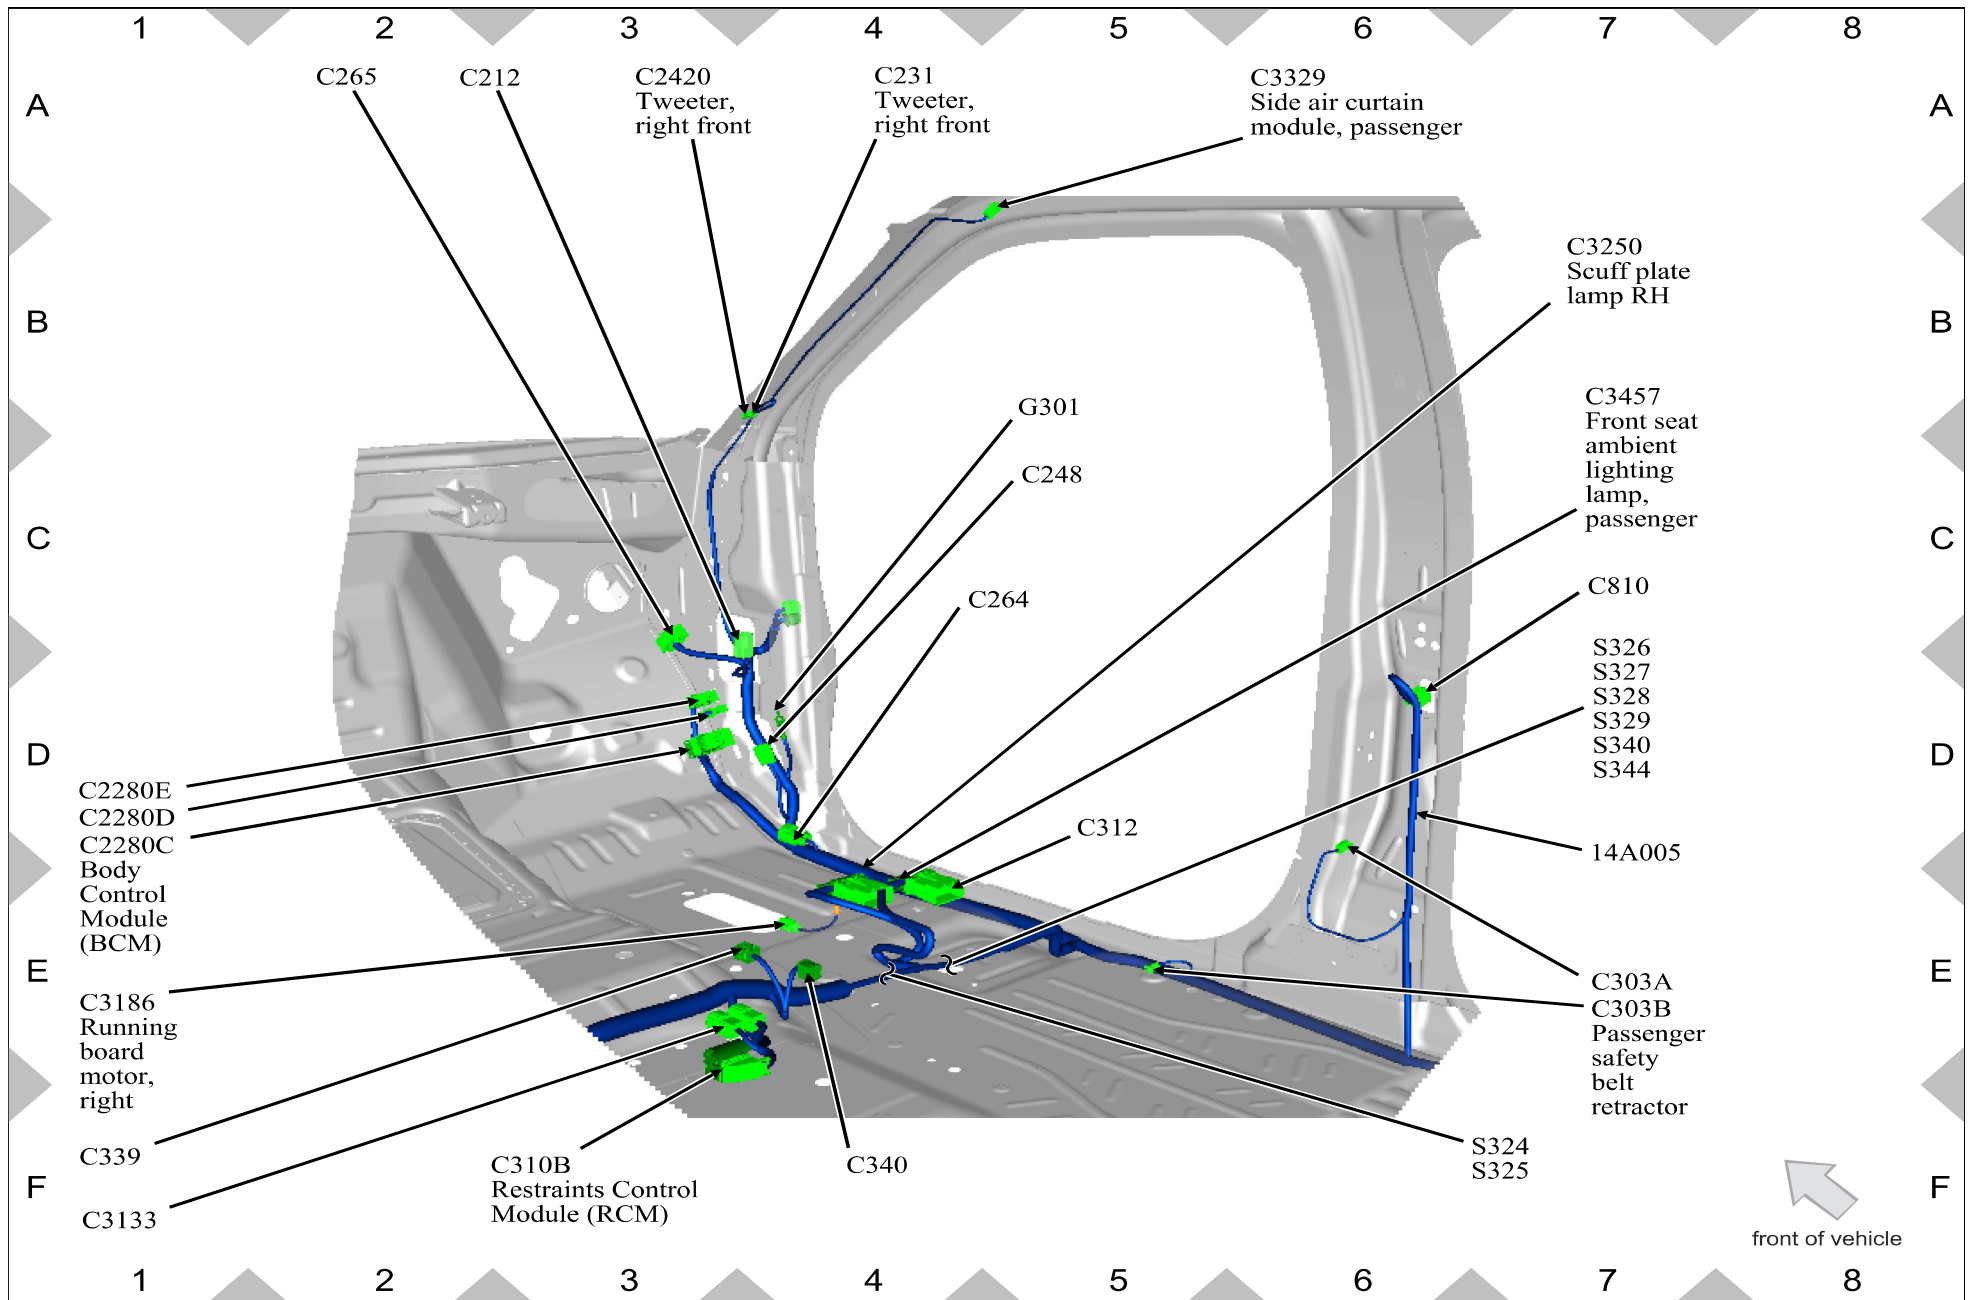 1 2 3 4 5 6 7 8
A A
C265
C212
C2420
Tweeter,
right front
C231
Tweeter,
right front
C3329
Side air curtain
module, passenger
B B
C3250
Scuff plate
lamp RH
G301
C248
C264
C3457
Front seat
ambient
lighting
lamp,
passenger
C C
C810
S326
S327
S328
S329
S340
S344
D D
C2280E
C2280D
C2280C
Body
Control
Module
(BCM)
C312
14A005
E E
C3186
Running
board
motor,
right
C303A
C303B
Passenger
safety
belt
retractor
C339
C3133
C310B
Restraints Control
Module (RCM)
C340
S324
S325
F F
front of vehicle
1 2 3 4 5 6 7 8